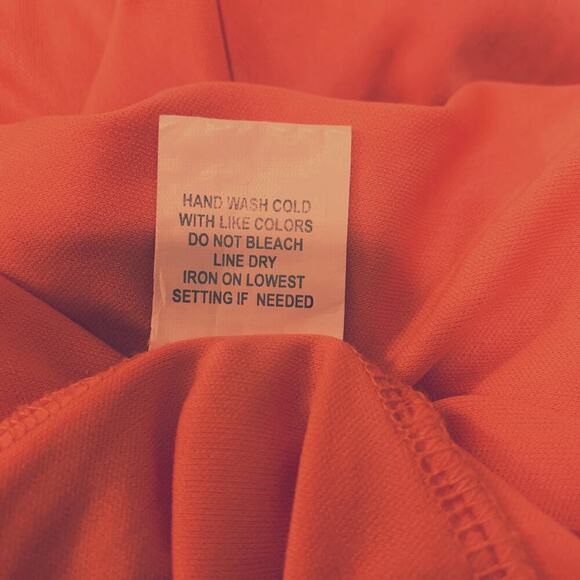 HAND WASH COLD
WITH LIKE COLORS
DO NOT BLEACH
LINE DRY
IRON ON LOWEST
SETTING IF NEEDED